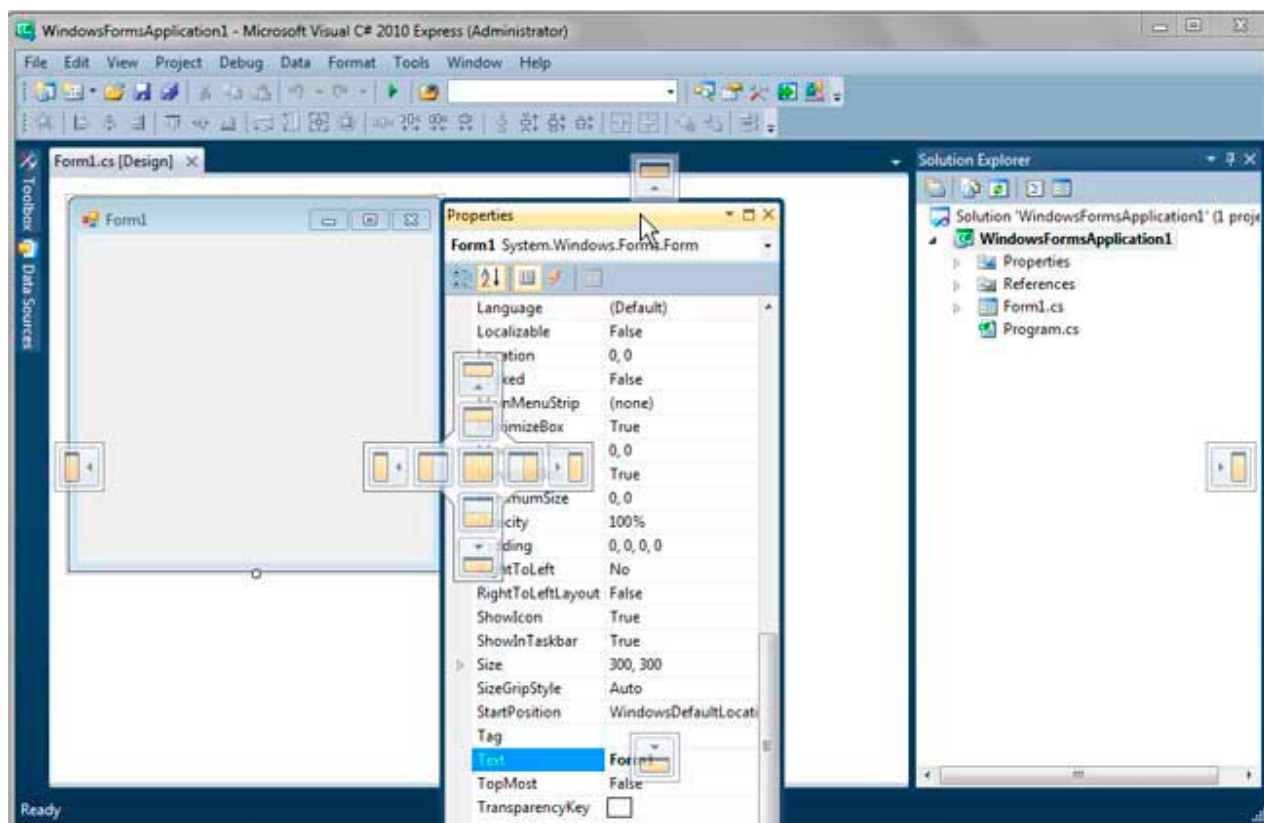 WindowsFormsApplication1 - Microsoft Visual C# 2010 Express (Administrator)
File Edit View Project Debug Data Format Tools Window Help
Form1.cs [Design]
Solution Explorer
Toolbox
Data Sources
Form1
Properties
Form1 System.Windows.Forms.Form
Solution 'WindowsFormsApplication1' (1 proje
WindowsFormsApplication1
Properties
References
Form1.cs
Program.cs
Language (Default)
Localizable False
0, 0
False
(none)
True
0, 0
True
0, 0
100%
0, 0, 0, 0
No
RightToLeftLayout False
ShowIcon True
ShowInTaskbar True
Size 300, 300
SizeGripStyle Auto
StartPosition WindowsDefaultLocati
Tag
Text Form1
TopMost False
TransparencyKey
Ready